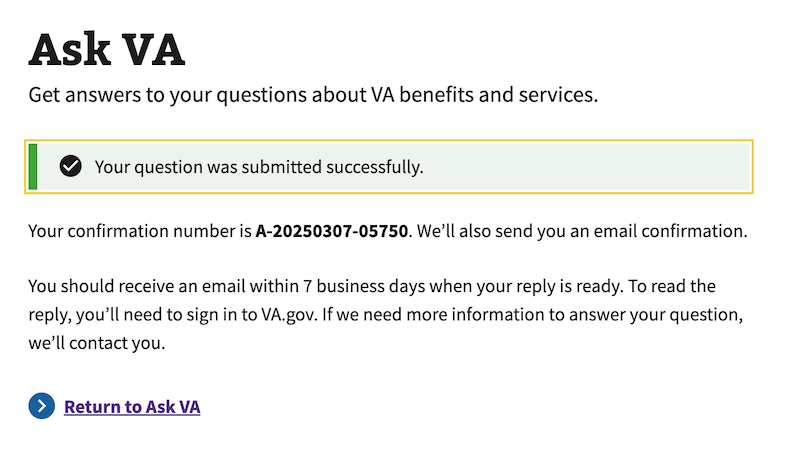 Ask VA
Get answers to your questions about VA benefits and services.
Your question was submitted successfully.
Your confirmation number is A-20250307-05750. We’ll also send you an email confirmation.
You should receive an email within 7 business days when your reply is ready. To read the
reply, you’ll need to sign in to VA.gov. If we need more information to answer your question,
we’ll contact you.
Return to Ask VA